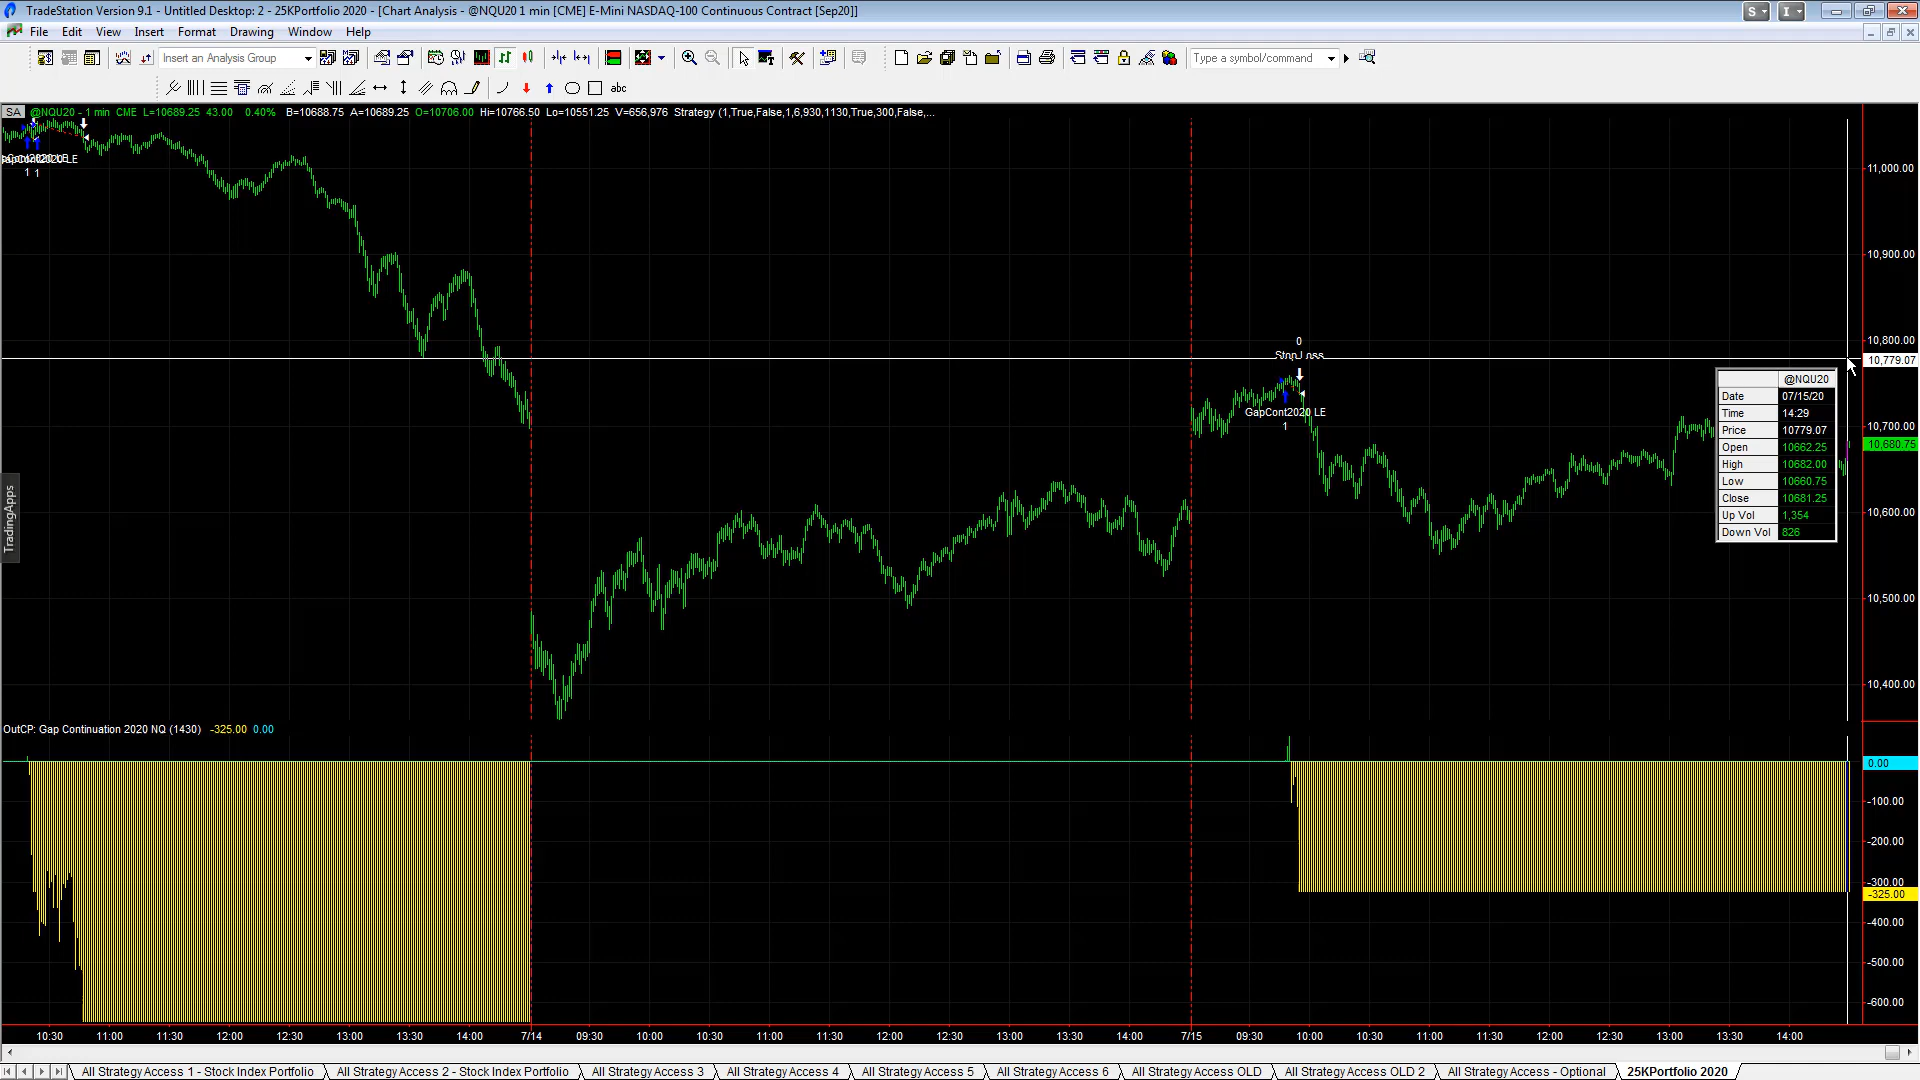 TradeStation Version 9.1 - Untitled Desktop: 2 - 25KPortfolio 2020 - [Chart Analysis - @NQU20 1 min [CME] E-Mini NASDAQ-100 Continuous Contract [Sep20]]
S
I
File Edit View Insert Format Drawing Window Help
Insert an Analysis Group
Type a symbol/command
abc
SA @NQU20 - 1 min CME L=10689.25 43.00 0.40% B=10688.75 A=10689.25 O=10706.00 Hi=10766.50 Lo=10551.25 V=656,976 Strategy (1,True,False,1,6,930,1130,True,300,False,...
1 1
11,000.00
10,900.00
10,800.00
10,779.07
10,700.00
10,680.75
10,600.00
10,500.00
10,400.00
0
Stop Loss
GapCont2020 LE
1
@NQU20
Date 07/15/20
Time 14:29
Price 10779.07
Open 10662.25
High 10682.00
Low 10660.75
Close 10681.25
Up Vol 1,354
Down Vol 826
TradingApps
OutCP: Gap Continuation 2020 NQ (1430) -325.00 0.00
0.00
-100.00
-200.00
-300.00
-325.00
-400.00
-500.00
-600.00
10:30 11:00 11:30 12:00 12:30 13:00 13:30 14:00 7/14 09:30 10:00 10:30 11:00 11:30 12:00 12:30 13:00 13:30 14:00 7/15 09:30 10:00 10:30 11:00 11:30 12:00 12:30 13:00 13:30 14:00
All Strategy Access 1 - Stock Index Portfolio All Strategy Access 2 - Stock Index Portfolio All Strategy Access 3 All Strategy Access 4 All Strategy Access 5 All Strategy Access 6 All Strategy Access OLD All Strategy Access OLD 2 All Strategy Access - Optional 25KPortfolio 2020